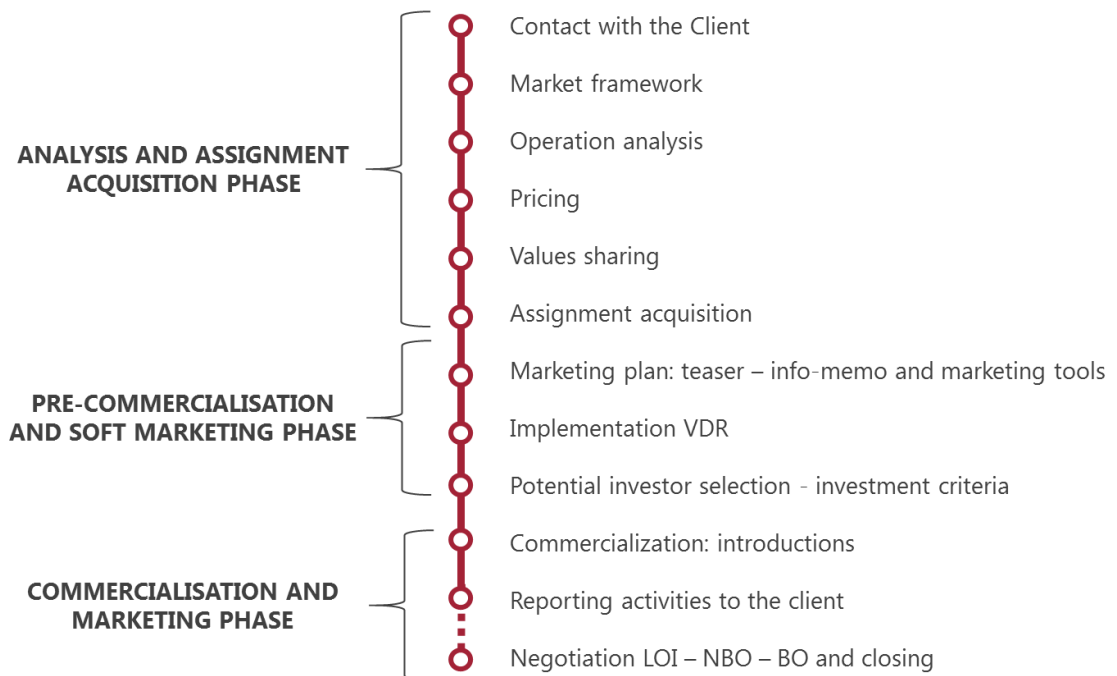 Contact with the Client
Market framework
Operation analysis
ANALYSIS AND ASSIGNMENT
ACQUISITION PHASE
Pricing
Values sharing
Assignment acquisition
Marketing plan: teaser – info-memo and marketing tools
PRE-COMMERCIALISATION
AND SOFT MARKETING PHASE
Implementation VDR
Potential investor selection - investment criteria
Commercialization: introductions
COMMERCIALISATION AND
MARKETING PHASE
Reporting activities to the client
Negotiation LOI – NBO – BO and closing